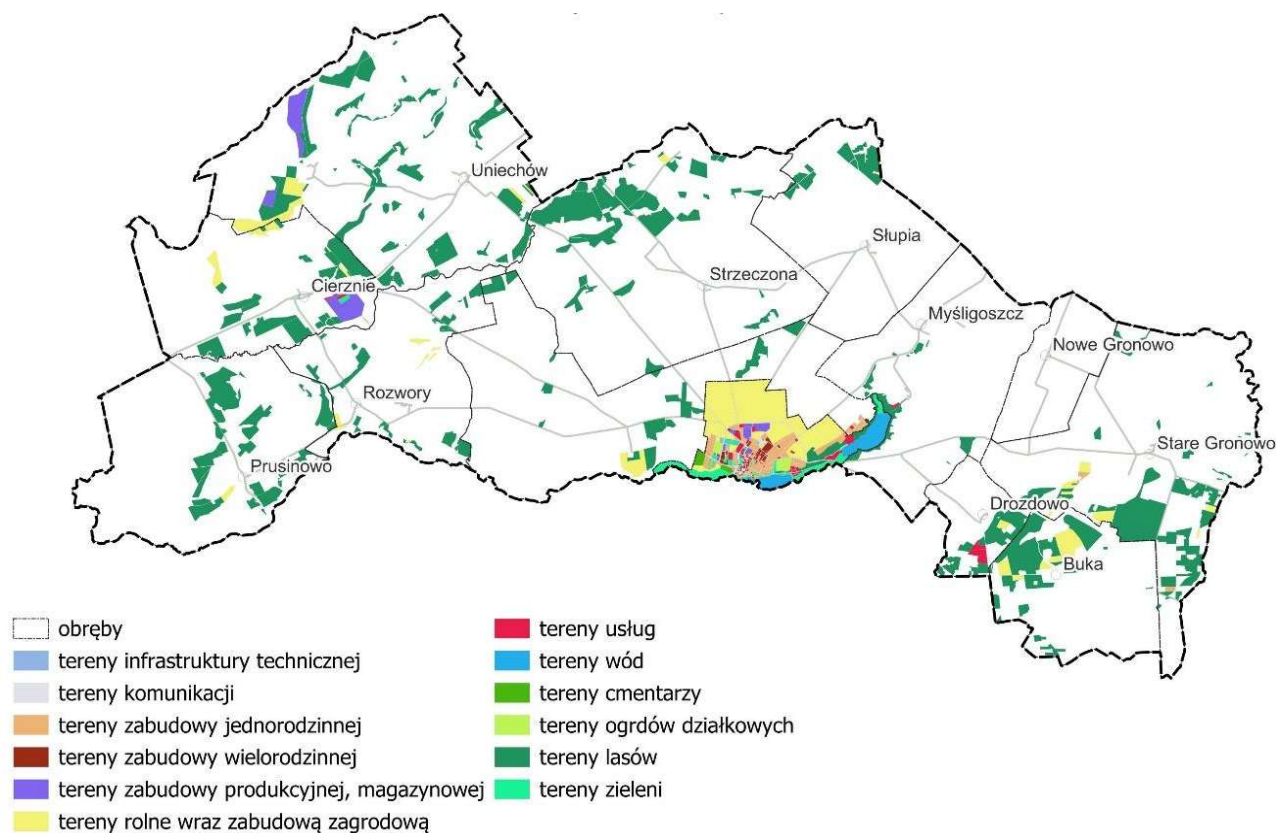 Uniechów
Słupia
Strzeczona
Cierznie
Myśligoszcz
Nowe Gronowo
Rozwory
Stare Gronowo
Prusinowo
Drozdowo
Buka
obręby
tereny infrastruktury technicznej
tereny komunikacji
tereny zabudowy jednorodzinnej
tereny zabudowy wielorodzinnej
tereny zabudowy produkcyjnej, magazynowej
tereny rolne wraz zabudową zagrodową
tereny usług
tereny wód
tereny cmentarzy
tereny ogrdów działkowych
tereny lasów
tereny zieleni